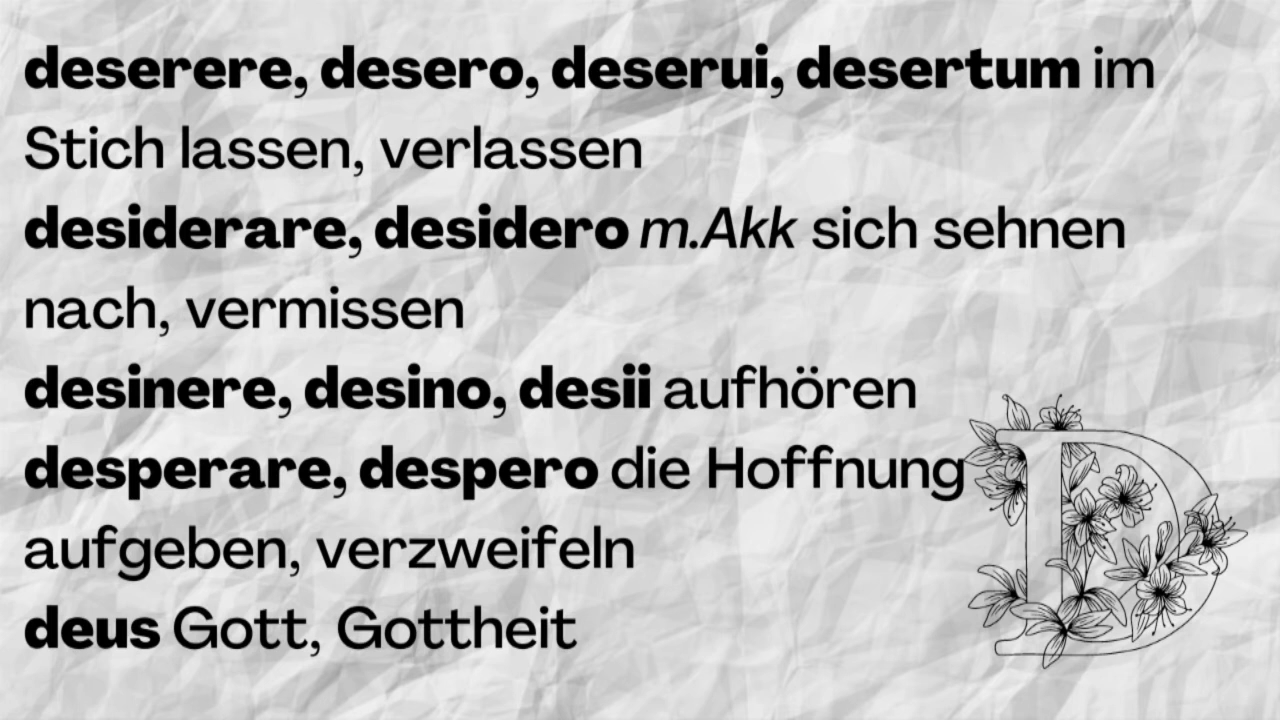 deserere, desero, deserui, desertum im
Stich lassen, verlassen
desiderare, desidero m.Akk sich sehnen
nach, vermissen
desinere, desino, desii aufhören
desperare, despero die Hoffnung
aufgeben, verzweifeln
deus Gott, Gottheit
D